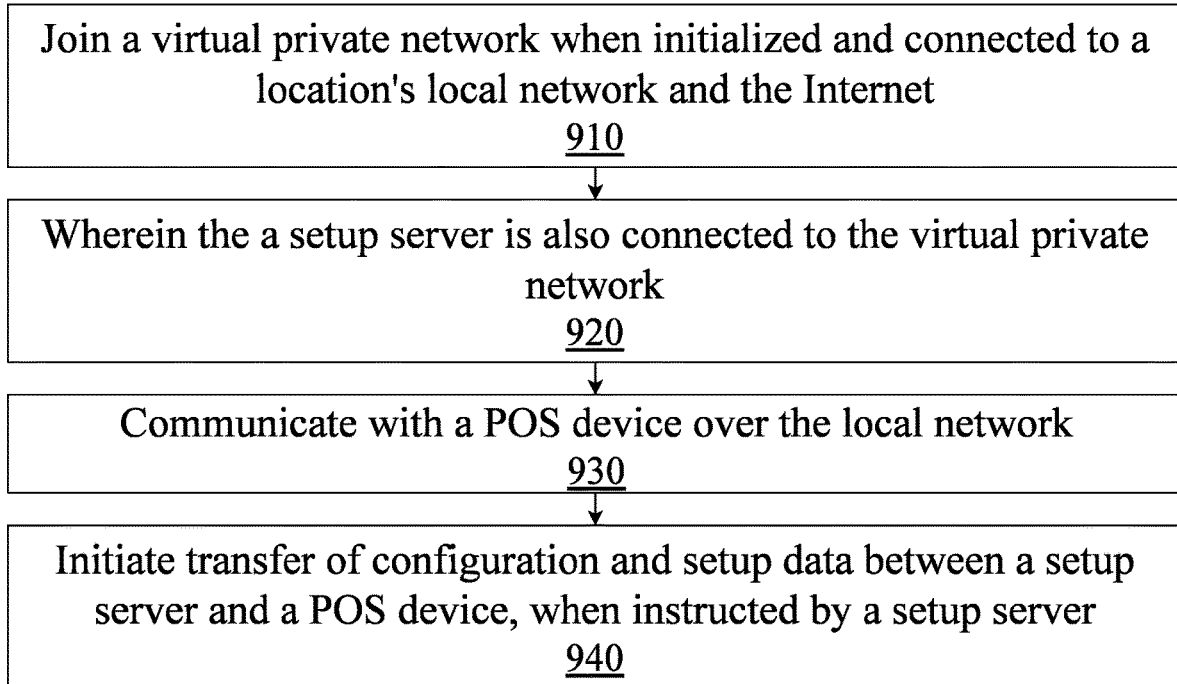 Join a virtual private network when initialized and connected to a
location's local network and the Internet
910
Wherein the a setup server is also connected to the virtual private
network
920
Communicate with a POS device over the local network
930
Initiate transfer of configuration and setup data between a setup
server and a POS device, when instructed by a setup server
940